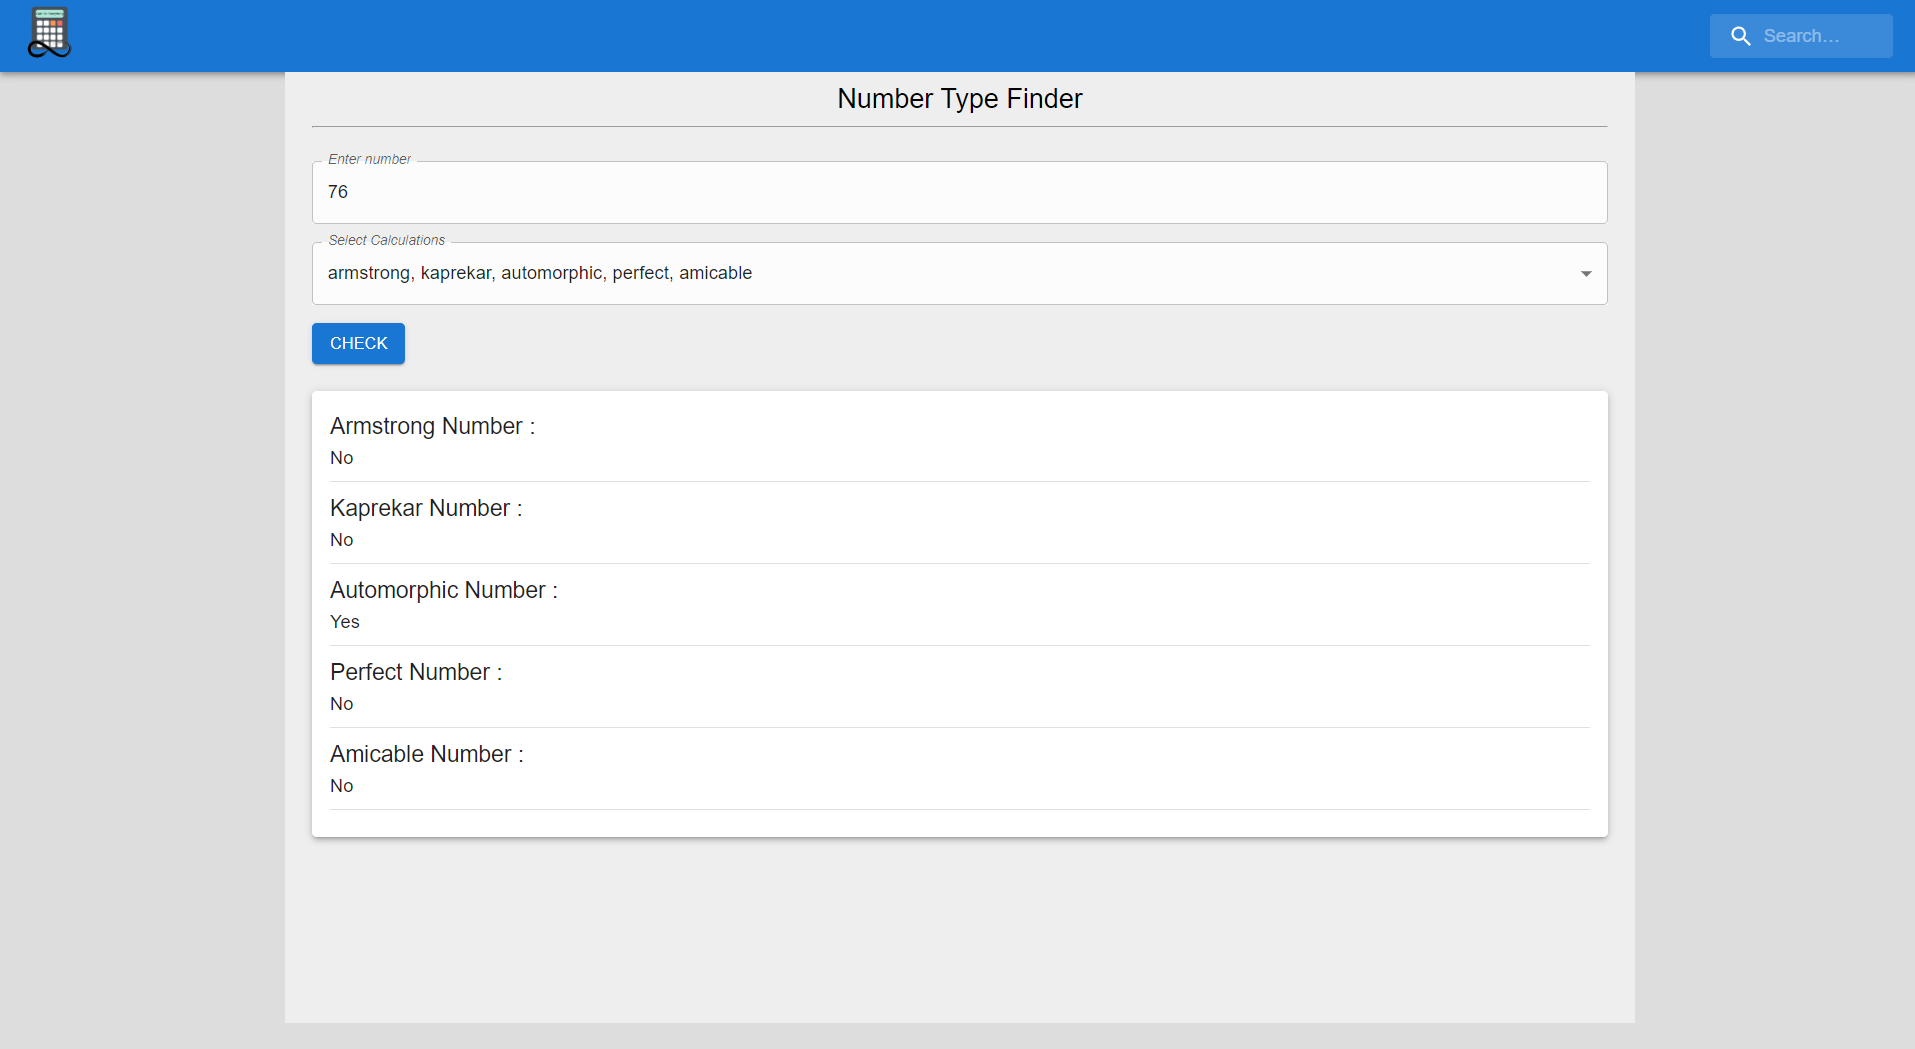 Search...
Number Type Finder
Enter number
76
Select Calculations
armstrong, kaprekar, automorphic, perfect, amicable
CHECK
Armstrong Number :
No
Kaprekar Number :
No
Automorphic Number :
Yes
Perfect Number :
No
Amicable Number :
No